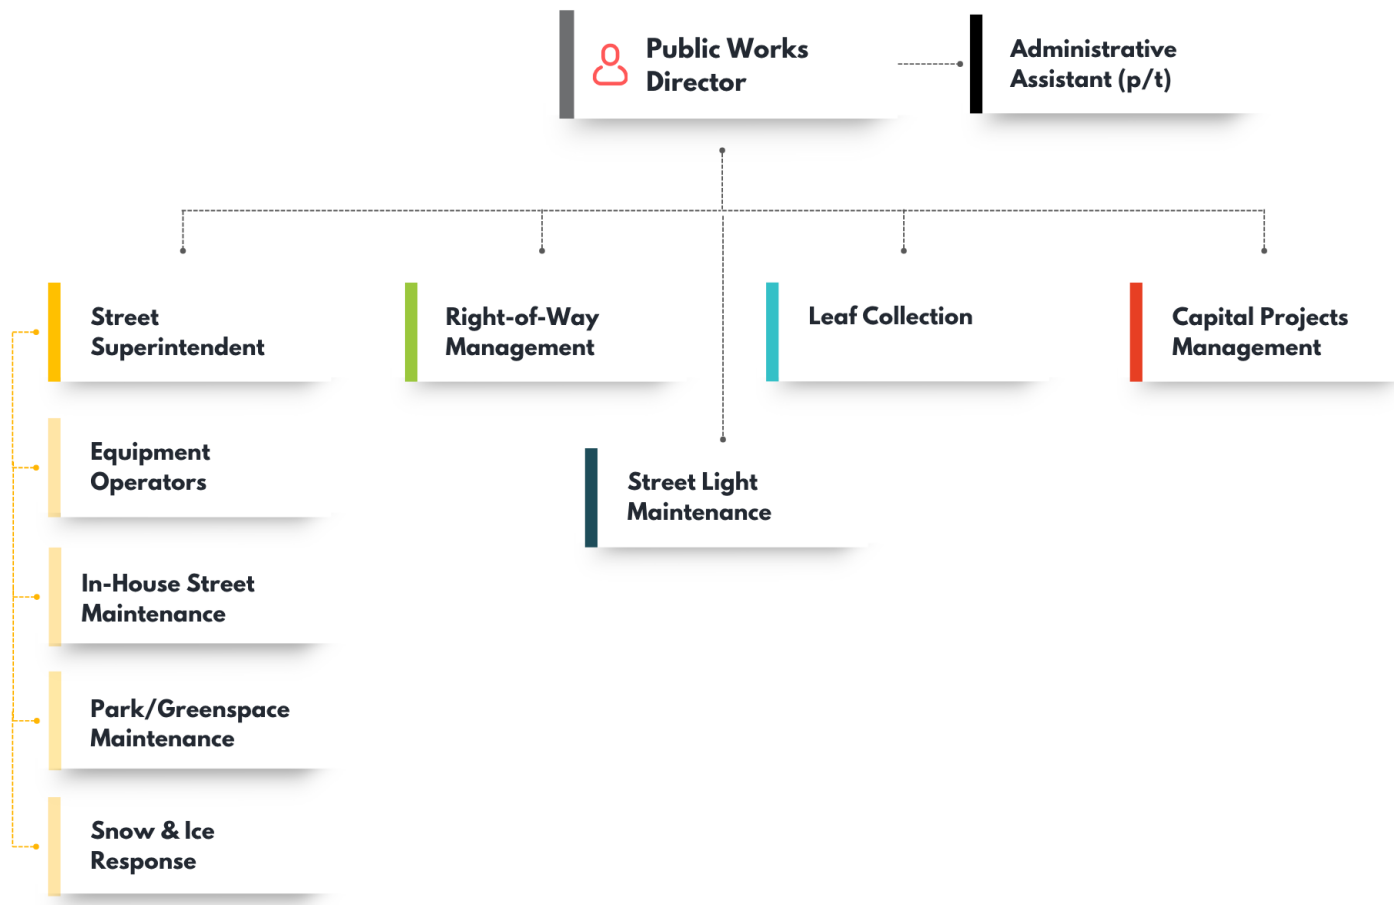 Public Works
Director
Administrative
Assistant (p/t)
Street
Superintendent
Right-of-Way
Management
Leaf Collection
Capital Projects
Management
Equipment
Operators
Street Light
Maintenance
In-House Street
Maintenance
Park/Greenspace
Maintenance
Snow & Ice
Response